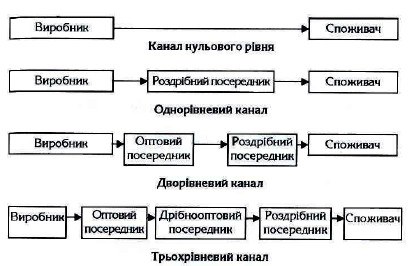 Виробник Споживач
Канал нульового рівня
Виробник Роздрібний посередник Споживач
Однорівневий канал
Виробник Оптовий посередник Роздрібний посередник Споживач
Дворівневий канал
Виробник Оптовий посередник Дрібнооптовий посередник Роздрібний посередник Споживач
Трьохрівневий канал